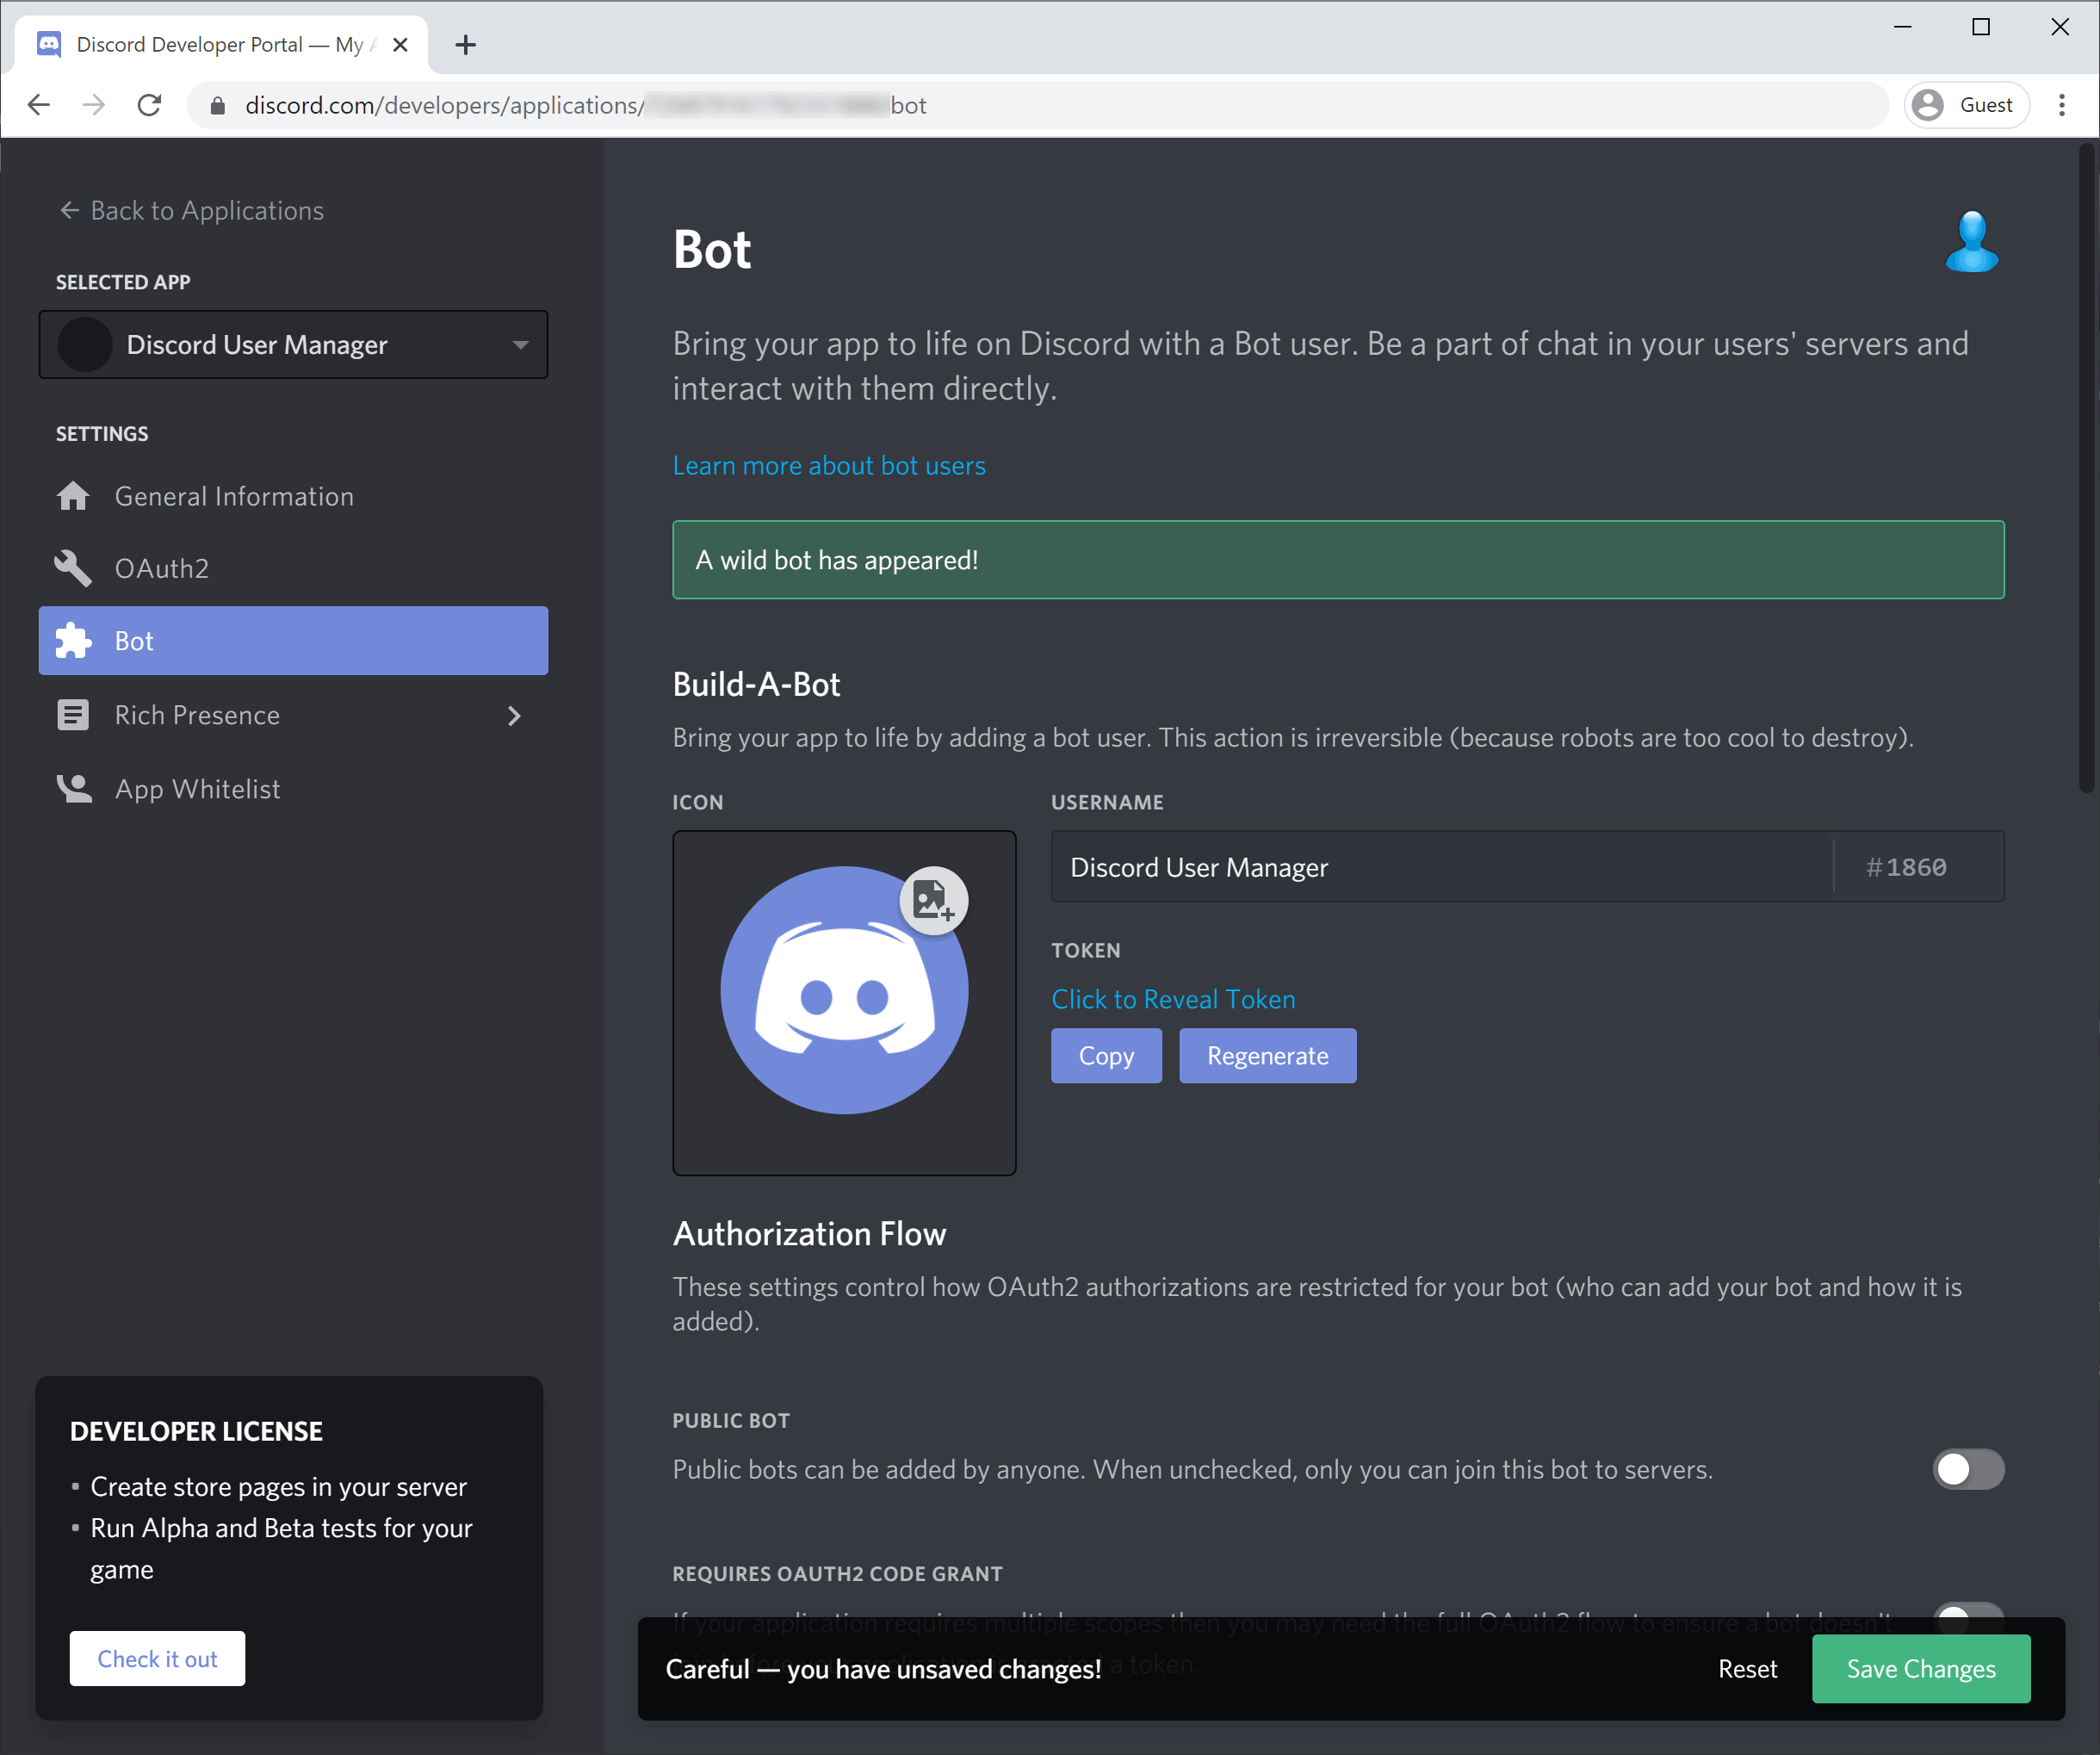 Discord Developer Portal — My
discord.com/developers/applications/
bot
Guest
← Back to Applications
SELECTED APP
Discord User Manager
SETTINGS
General Information
OAuth2
Bot
Rich Presence
App Whitelist
DEVELOPER LICENSE
• Create store pages in your server
• Run Alpha and Beta tests for your
game
Check it out
Bot
Bring your app to life on Discord with a Bot user. Be a part of chat in your users' servers and
interact with them directly.
Learn more about bot users
A wild bot has appeared!
Build-A-Bot
Bring your app to life by adding a bot user. This action is irreversible (because robots are too cool to destroy).
ICON
USERNAME
Discord User Manager
#1860
TOKEN
Click to Reveal Token
Copy
Regenerate
Authorization Flow
These settings control how OAuth2 authorizations are restricted for your bot (who can add your bot and how it is
added).
PUBLIC BOT
Public bots can be added by anyone. When unchecked, only you can join this bot to servers.
REQUIRES OAUTH2 CODE GRANT
If your application requires multiple scopes then you may need the full OAuth2 flow to ensure a bot doesn't
a token.
Careful — you have unsaved changes!
Reset
Save Changes